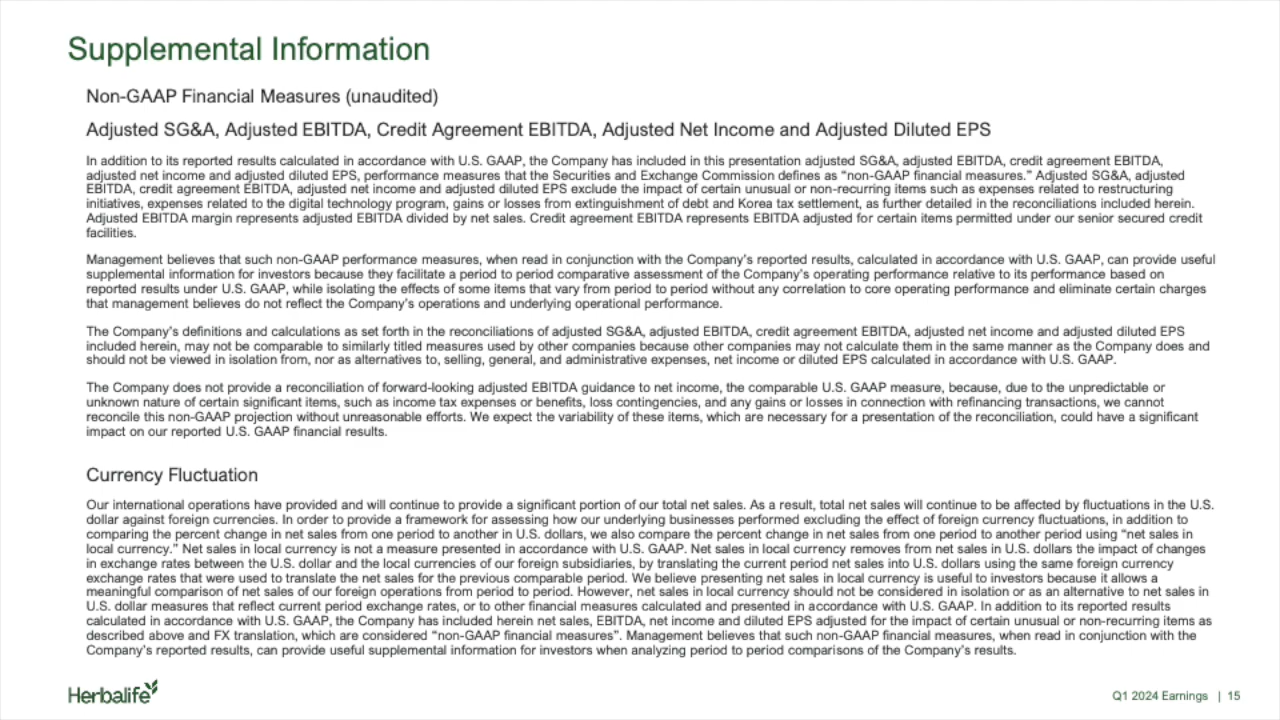 Supplemental Information
Non-GAAP Financial Measures (unaudited)
Adjusted SG&A, Adjusted EBITDA, Credit Agreement EBITDA, Adjusted Net Income and Adjusted Diluted EPS
In addition to its reported results calculated in accordance with U.S. GAAP, the Company has included in this presentation adjusted SG&A, adjusted EBITDA, credit agreement EBITDA,
adjusted net income and adjusted diluted EPS, performance measures that the Securities and Exchange Commission defines as “non-GAAP financial measures.” Adjusted SG&A, adjusted
EBITDA, credit agreement EBITDA, adjusted net income and adjusted diluted EPS exclude the impact of certain unusual or non-recurring items such as expenses related to restructuring
initiatives, expenses related to the digital technology program, gains or losses from extinguishment of debt and Korea tax settlement, as further detailed in the reconciliations included herein.
Adjusted EBITDA margin represents adjusted EBITDA divided by net sales. Credit agreement EBITDA represents EBITDA adjusted for certain items permitted under our senior secured credit
facilities.
Management believes that such non-GAAP performance measures, when read in conjunction with the Company’s reported results, calculated in accordance with U.S. GAAP, can provide useful
supplemental information for investors because they facilitate a period to period comparative assessment of the Company’s operating performance relative to its performance based on
reported results under U.S. GAAP, while isolating the effects of some items that vary from period to period without any correlation to core operating performance and eliminate certain charges
that management believes do not reflect the Company’s operations and underlying operational performance.
The Company’s definitions and calculations as set forth in the reconciliations of adjusted SG&A, adjusted EBITDA, credit agreement EBITDA, adjusted net income and adjusted diluted EPS
included herein, may not be comparable to similarly titled measures used by other companies because other companies may not calculate them in the same manner as the Company does and
should not be viewed in isolation from, nor as alternatives to, selling, general, and administrative expenses, net income or diluted EPS calculated in accordance with U.S. GAAP.
The Company does not provide a reconciliation of forward-looking adjusted EBITDA guidance to net income, the comparable U.S. GAAP measure, because, due to the unpredictable or
unknown nature of certain significant items, such as income tax expenses or benefits, loss contingencies, and any gains or losses in connection with refinancing transactions, we cannot
reconcile this non-GAAP projection without unreasonable efforts. We expect the variability of these items, which are necessary for a presentation of the reconciliation, could have a significant
impact on our reported U.S. GAAP financial results.
Currency Fluctuation
Our international operations have provided and will continue to provide a significant portion of our total net sales. As a result, total net sales will continue to be affected by fluctuations in the U.S.
dollar against foreign currencies. In order to provide a framework for assessing how our underlying businesses performed excluding the effect of foreign currency fluctuations, in addition to
comparing the percent change in net sales from one period to another in U.S. dollars, we also compare the percent change in net sales from one period to another period using “net sales in
local currency.” Net sales in local currency is not a measure presented in accordance with U.S. GAAP. Net sales in local currency removes from net sales in U.S. dollars the impact of changes
in exchange rates between the U.S. dollar and the local currencies of our foreign subsidiaries, by translating the current period net sales into U.S. dollars using the same foreign currency
exchange rates that were used to translate the net sales for the previous comparable period. We believe presenting net sales in local currency is useful to investors because it allows a
meaningful comparison of net sales of our foreign operations from period to period. However, net sales in local currency should not be considered in isolation or as an alternative to net sales in
U.S. dollar measures that reflect current period exchange rates, or to other financial measures calculated and presented in accordance with U.S. GAAP. In addition to its reported results
calculated in accordance with U.S. GAAP, the Company has included herein net sales, EBITDA, net income and diluted EPS adjusted for the impact of certain unusual or non-recurring items as
described above and FX translation, which are considered “non-GAAP financial measures”. Management believes that such non-GAAP financial measures, when read in conjunction with the
Company’s reported results, can provide useful supplemental information for investors when analyzing period to period comparisons of the Company’s results.
Herbalife
Q1 2024 Earnings | 15